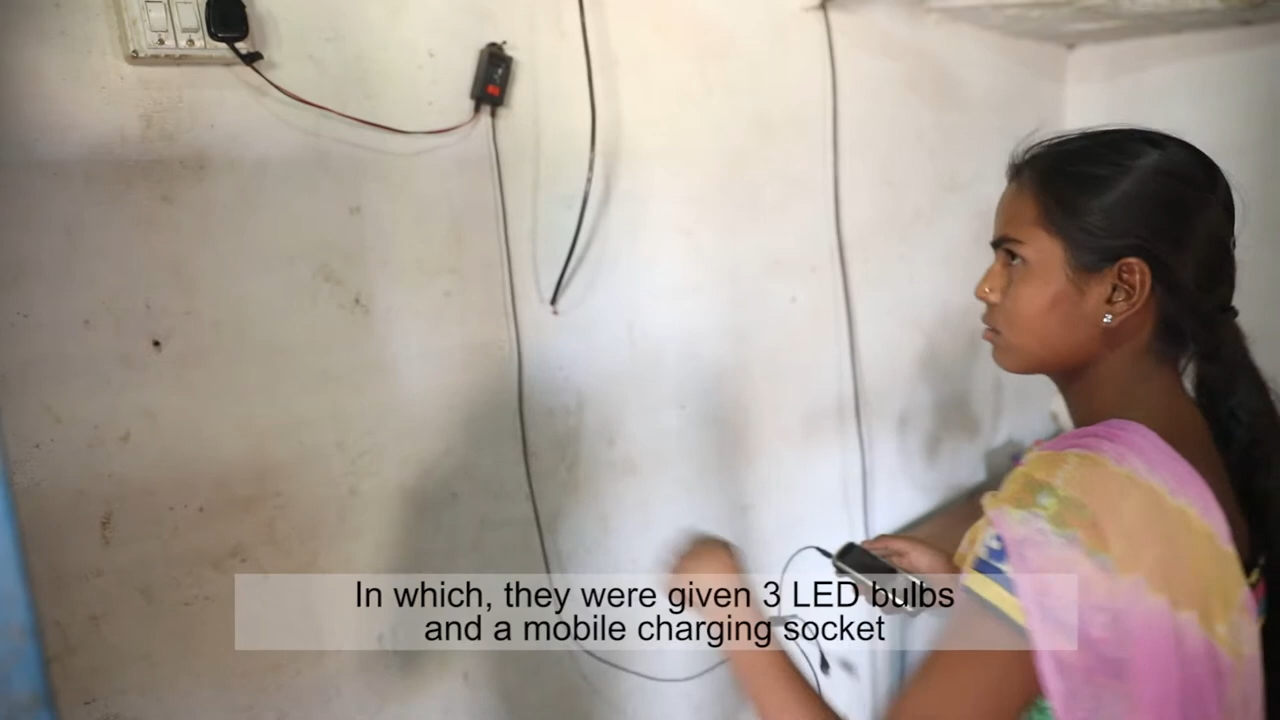 In which, they were given 3 LED bulbs
and a mobile charging socket